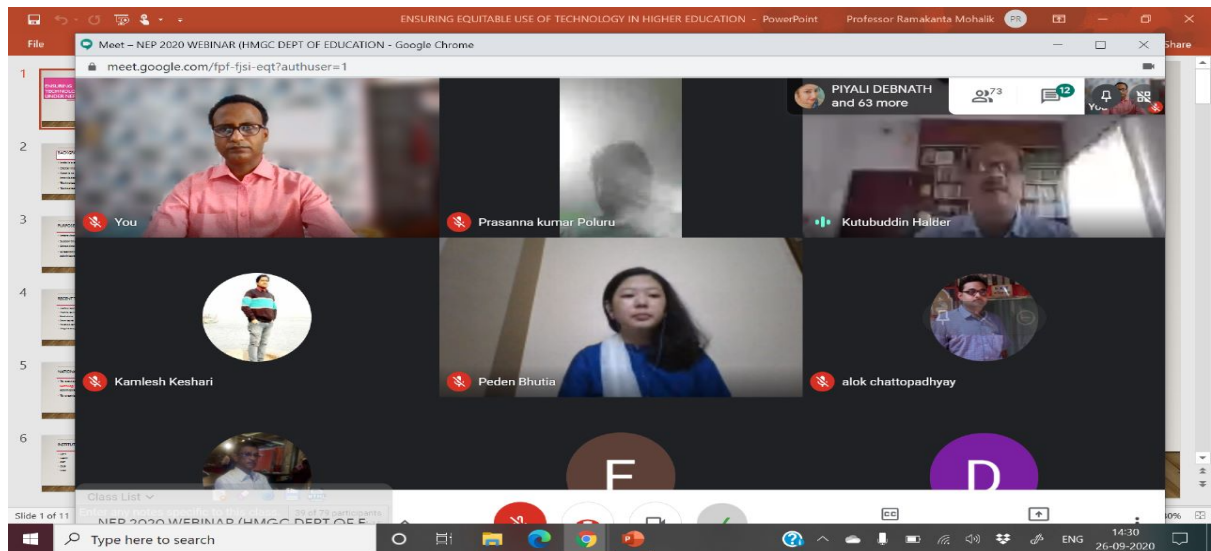 ENSURING EQUITABLE USE OF TECHNOLOGY IN HIGHER EDUCATION - PowerPoint
Professor Ramakanta Mohalik
PR
File
Share
Meet – NEP 2020 WEBINAR (HMGC DEPT OF EDUCATION - Google Chrome
meet.google.com/fpf-fjsi-eqt?authuser=1
1
2
3
4
5
6
PIYALI DEBNATH
and 63 more
73
12
You
You
Prasanna kumar Poluru
Kutubuddin Halder
Kamlesh Keshari
Peden Bhutia
alok chattopadhyay
D
Class List
Enter any notes specific to this class
39 of 73 participants
NEP 2020 WEBINAR (HMGC DEPT OF E
CC
Slide 1 of 11
Type here to search
ENG
14:30
26-09-2020